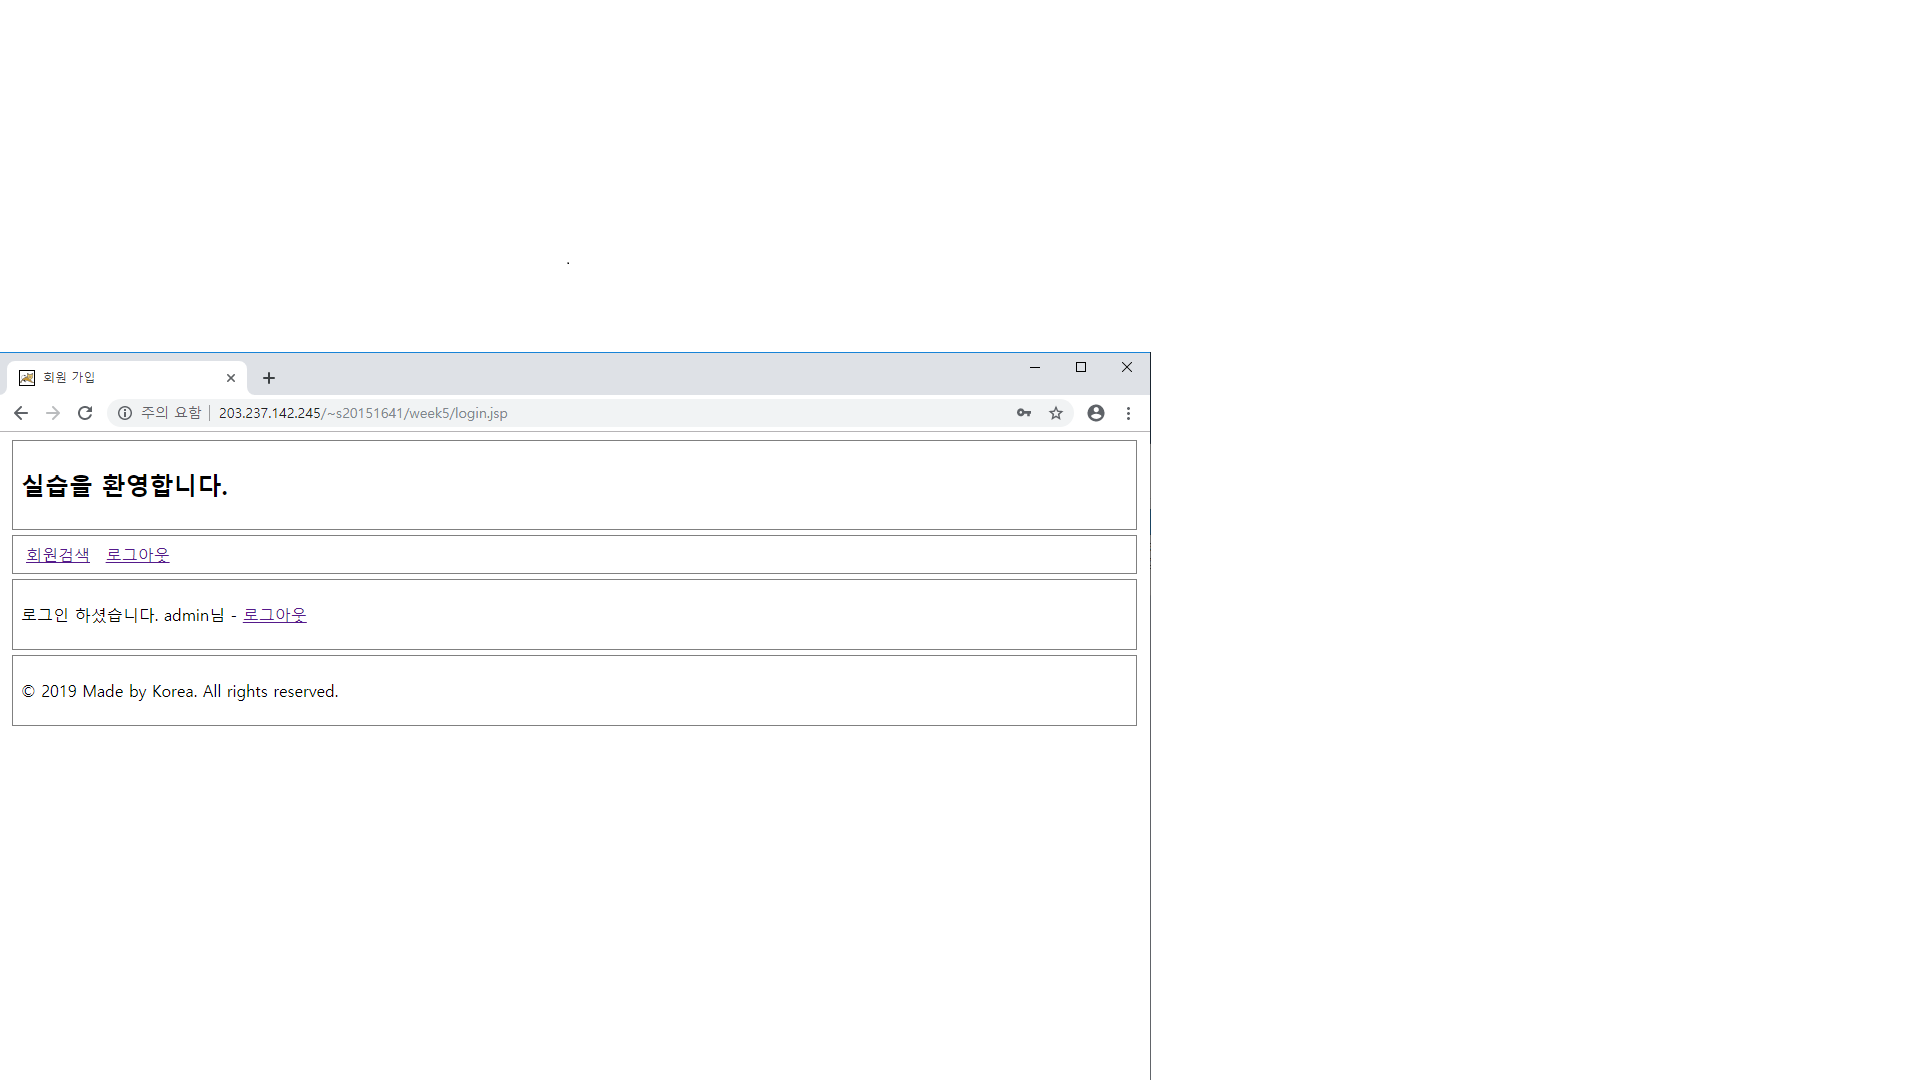 .
회원 가입
주의 요함 | 203.237.142.245/~s20151641/week5/login.jsp
실습을 환영합니다.
회원검색 로그아웃
로그인 하셨습니다. admin님 - 로그아웃
© 2019 Made by Korea. All rights reserved.